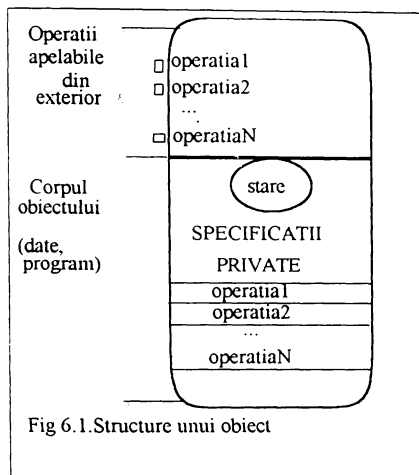 Operatii
apelabile
din
exterior
operatia1
operatia2
...
operatiaN
Corpul
obiectului
(date,
program)
stare
SPECIFICATII
PRIVATE
operatia1
operatia2
...
operatiaN
Fig 6.1.Structure unui obiect